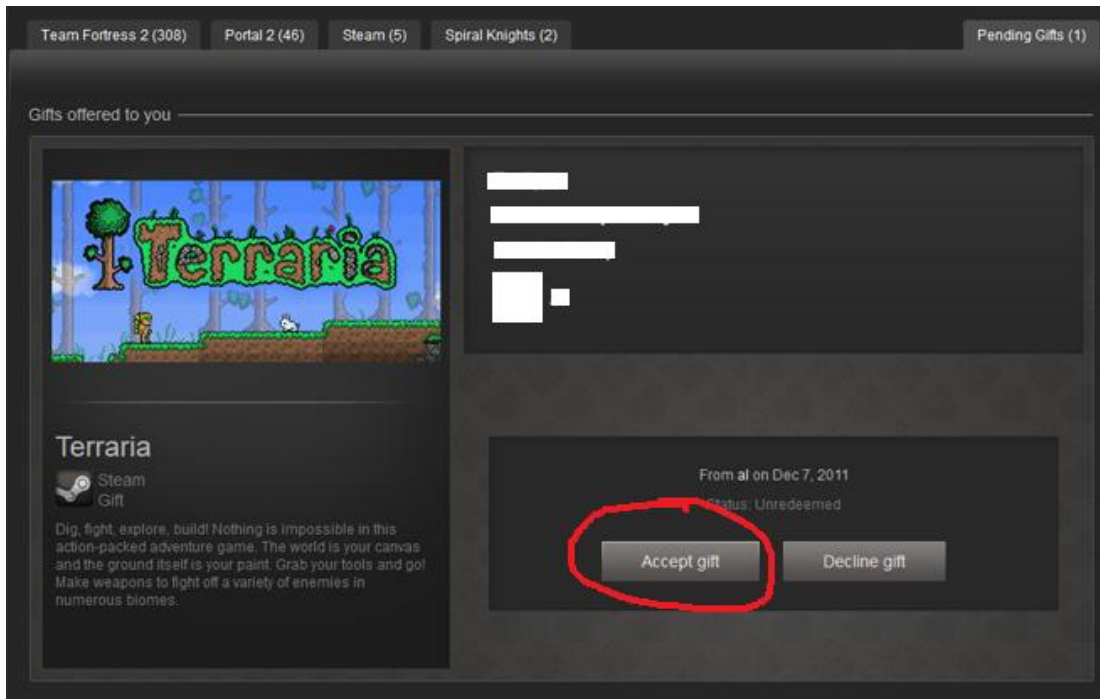 Team Fortress 2 (308) Portal 2 (46) Steam (5) Spiral Knights (2) Pending Gifts (1)
Gifts offered to you
Terraria
Terraria
Steam
Gift
Dig, fight, explore, build! Nothing is impossible in this
action-packed adventure game. The world is your canvas
and the ground itself is your paint. Grab your tools and go!
Make weapons to fight off a variety of enemies in
numerous biomes.
From al on Dec 7, 2011
Status: Unredeemed
Accept gift Decline gift